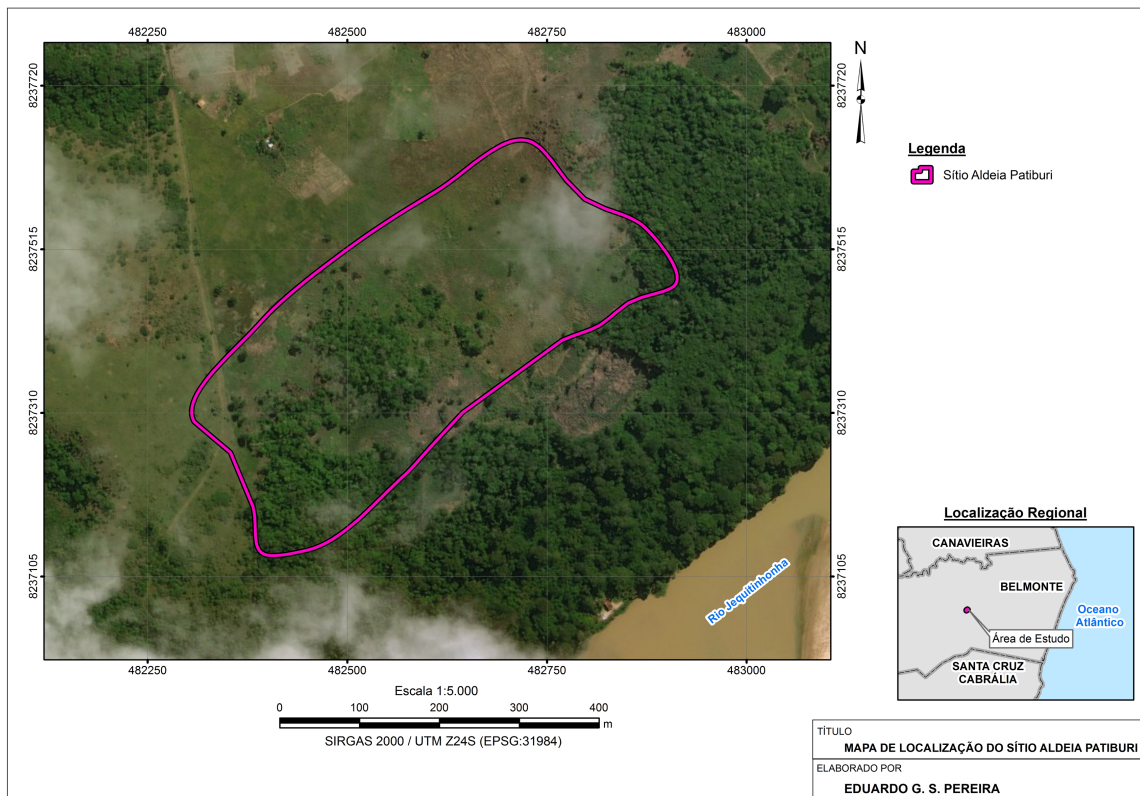 482250 482500 482750 483000
N
8237720 8237720
8237515 8237515
8237310 8237310
8237105 8237105
Rio Jequitinhonha
482250 482500 482750 483000
Escala 1:5.000
0 100 200 300 400
m
SIRGAS 2000 / UTM Z24S (EPSG:31984)
Legenda
Sítio Aldeia Patiburi
Localização Regional
CANAVIEIRAS
BELMONTE
Oceano
Atlântico
Área de Estudo
SANTA CRUZ
CABRÁLIA
TÍTULO
MAPA DE LOCALIZAÇÃO DO SÍTIO ALDEIA PATIBURI
ELABORADO POR
EDUARDO G. S. PEREIRA